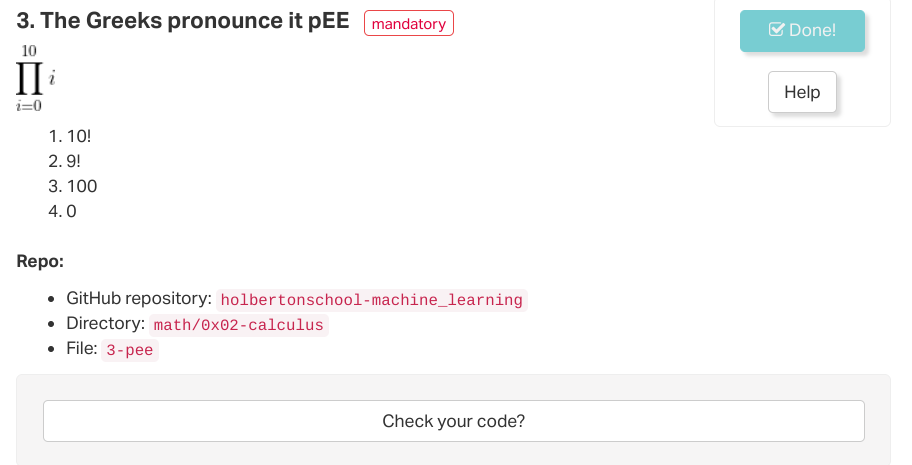 3. The Greeks pronounce it pEE mandatory
Done!
10
∏ i
i=0
Help
1. 10!
2. 9!
3. 100
4. 0
Repo:
• GitHub repository: holbertonschool-machine_learning
• Directory: math/0x02-calculus
• File: 3-pee
Check your code?